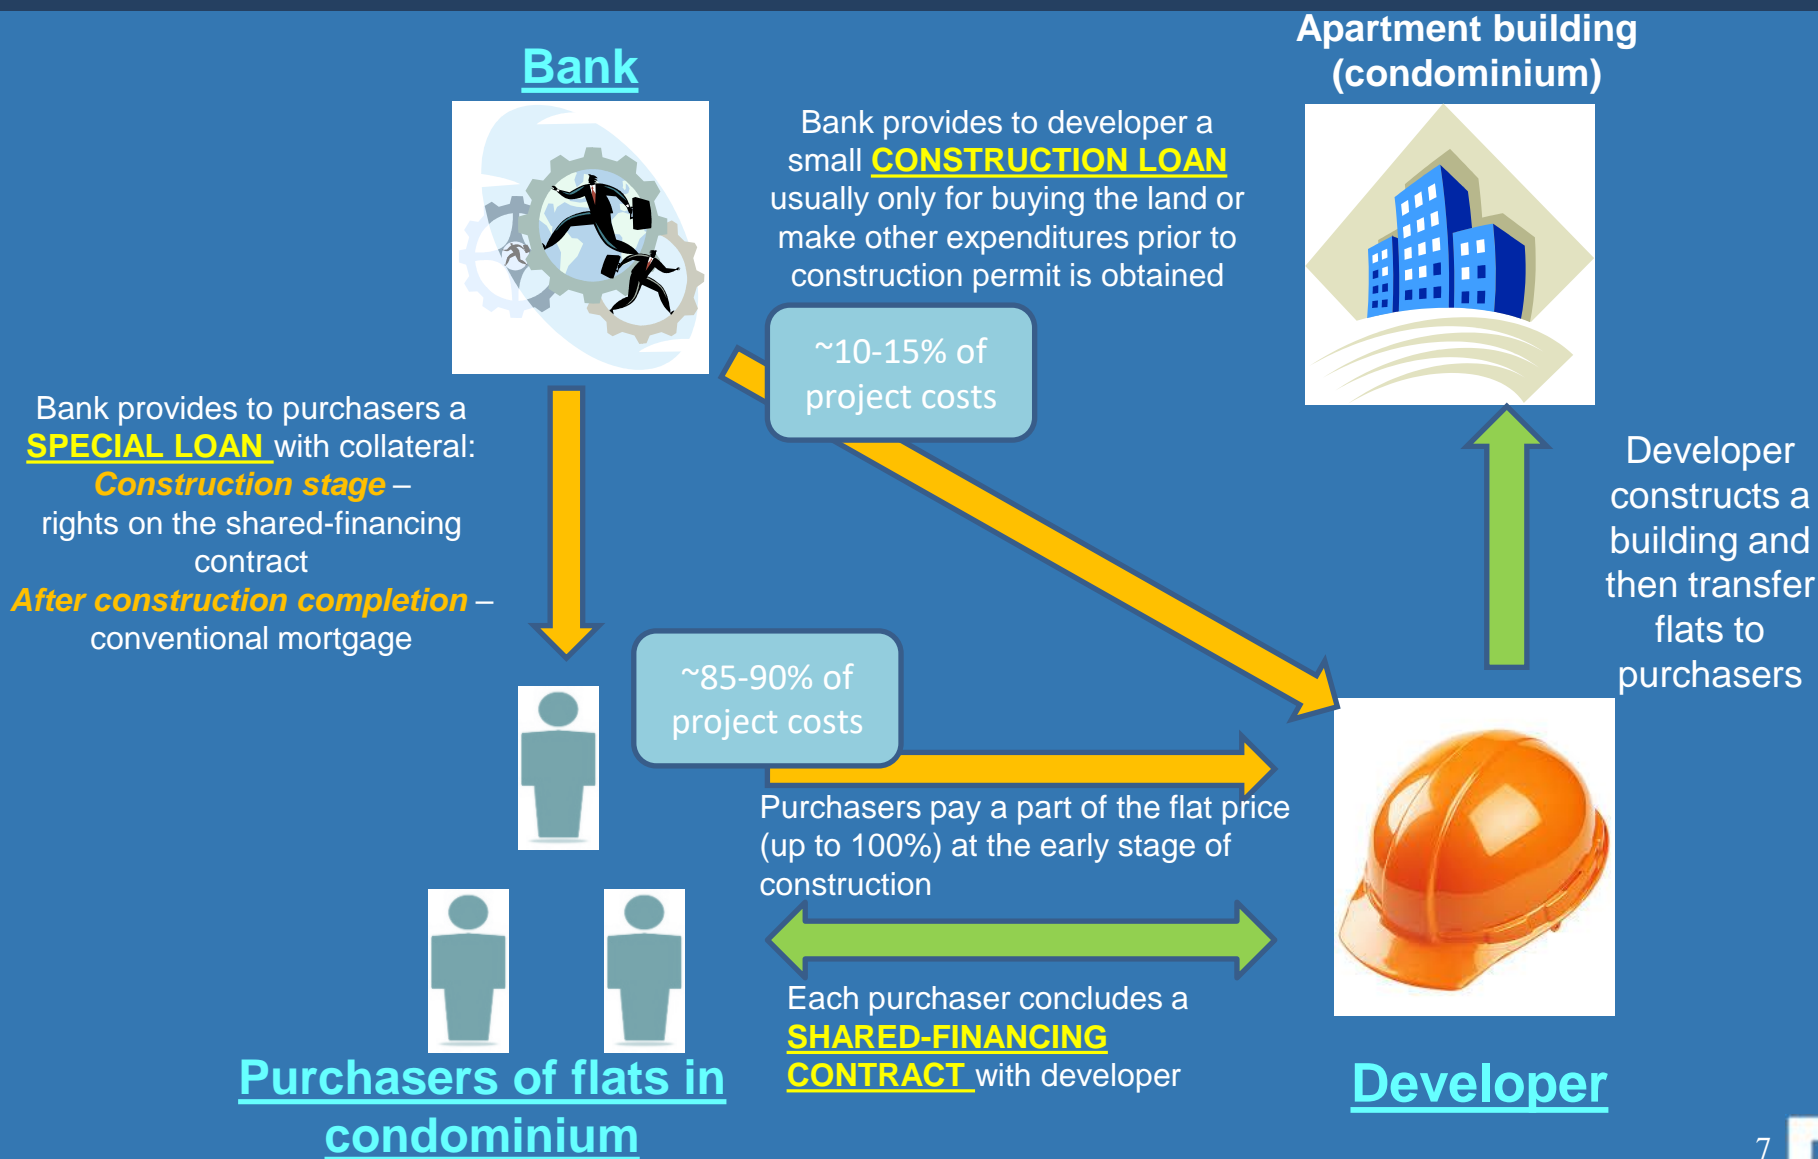 Apartment building
(condominium)
Bank
Bank provides to developer a
small CONSTRUCTION LOAN
usually only for buying the land or
make other expenditures prior to
construction permit is obtained
~10-15% of
project costs
Bank provides to purchasers a
SPECIAL LOAN with collateral:
Construction stage –
rights on the shared-financing
contract
After construction completion –
conventional mortgage
Developer
constructs a
building and
then transfer
flats to
purchasers
~85-90% of
project costs
Purchasers pay a part of the flat price
(up to 100%) at the early stage of
construction
Each purchaser concludes a
SHARED-FINANCING
CONTRACT with developer
Purchasers of flats in
condominium
Developer
7